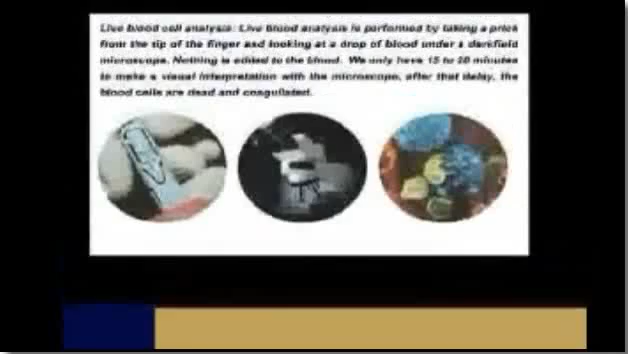 Live blood cell analysis: Live blood analysis is performed by taking a prick
from the tip of the finger and looking at a drop of blood under a darkfield
microscope. Nothing is added to the blood. We only have 15 to 20 minutes
to make a visual interpretation with the microscope, after that delay, the
blood cells are dead and coagulated.